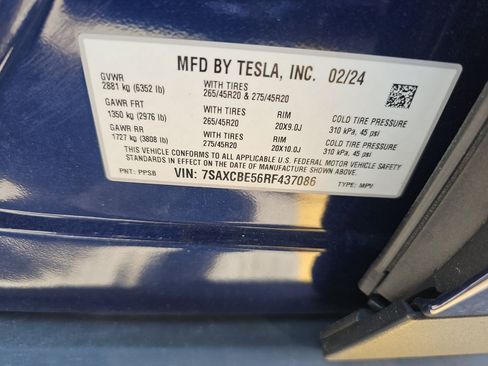 MFD BY TESLA, INC. 02/24
GVWR
2881 kg (6352 lb) WITH TIRES
265/45R20 & 275/45R20
GAWR FRT WITH TIRES RIM COLD TIRE PRESSURE
1350 kg (2976 lb) 265/45R20 20X9.0J 310 kPa, 45 psi
GAWR RR WITH TIRES RIM COLD TIRE PRESSURE
1727 kg (3808 lb) 275/45R20 20X10.0J 310 kPa, 45 psi
THIS VEHICLE CONFORMS TO ALL APPLICABLE U.S. FEDERAL MOTOR VEHICLE SAFETY
STANDARDS IN EFFECT ON THE DATE OF MANUFACTURE SHOWN ABOVE.
PNT: PPSB VIN: 7SAXCBE56RF437086 TYPE: MPV